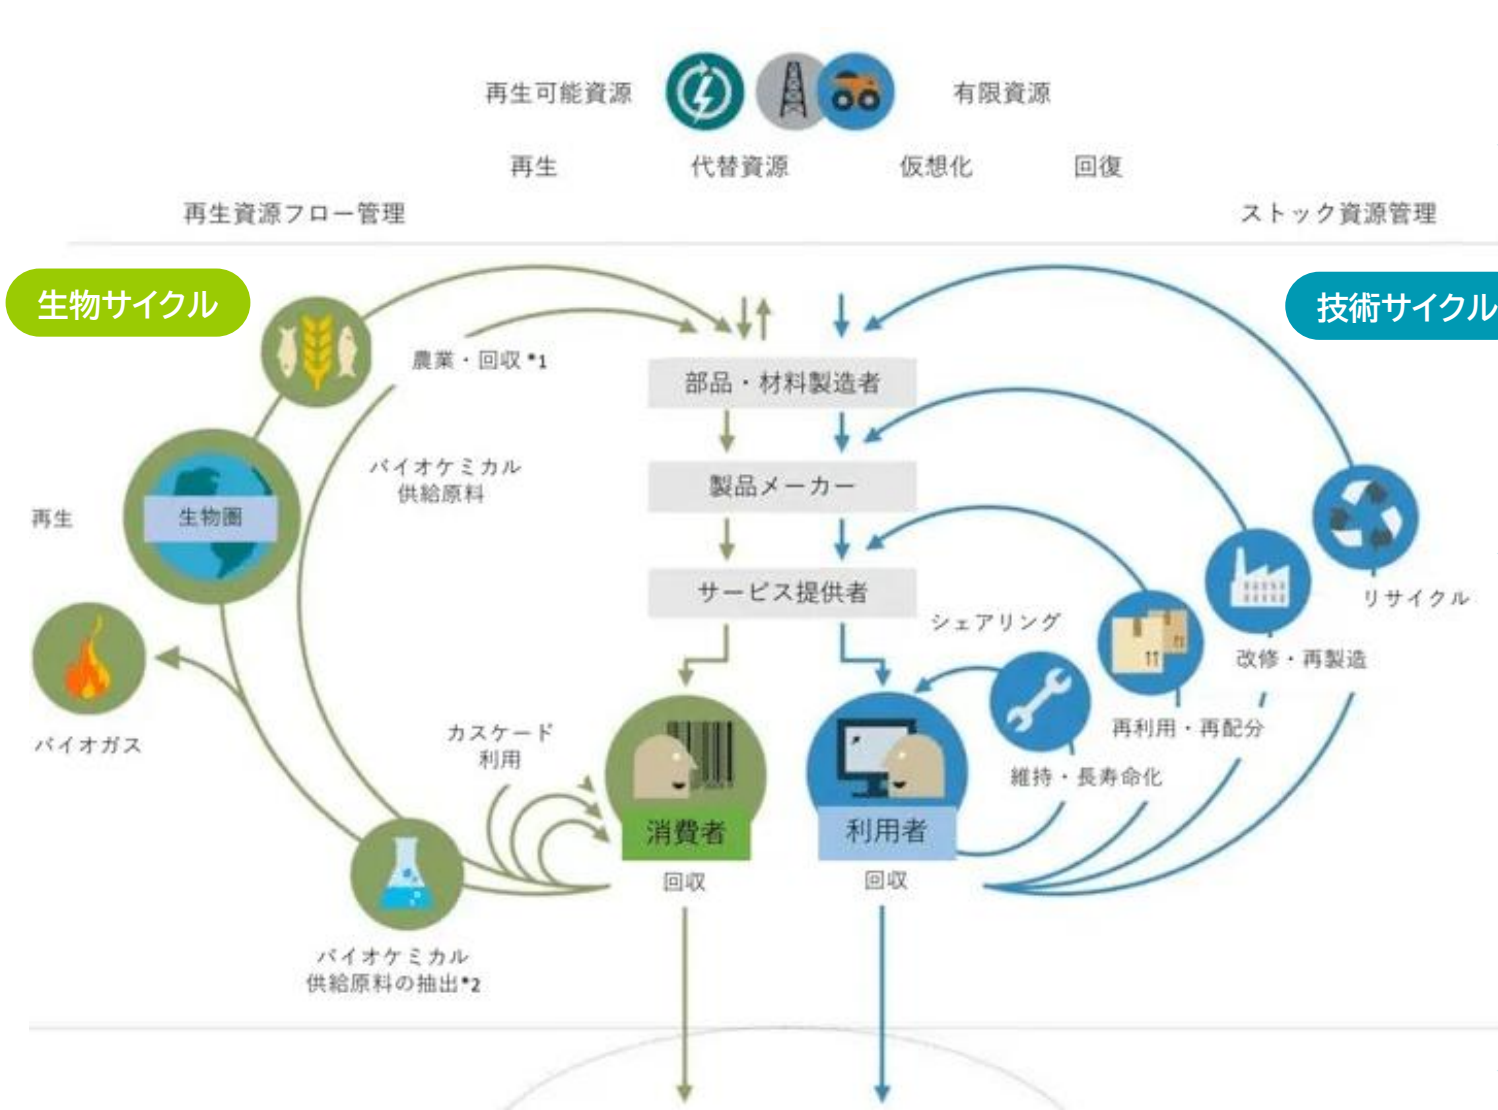 再生可能資源
有限資源
再生
代替資源
仮想化
回復
再生資源フロー管理
ストック資源管理
生物サイクル
技術サイクル
農業・回収 *1
部品・材料製造者
バイオケミカル
供給原料
製品メーカー
再生
生物圏
サービス提供者
シェアリング
リサイクル
改修・再製造
再利用・再配分
バイオガス
カスケード
利用
維持・長寿命化
消費者
利用者
回収
回収
バイオケミカル
供給原料の抽出*2